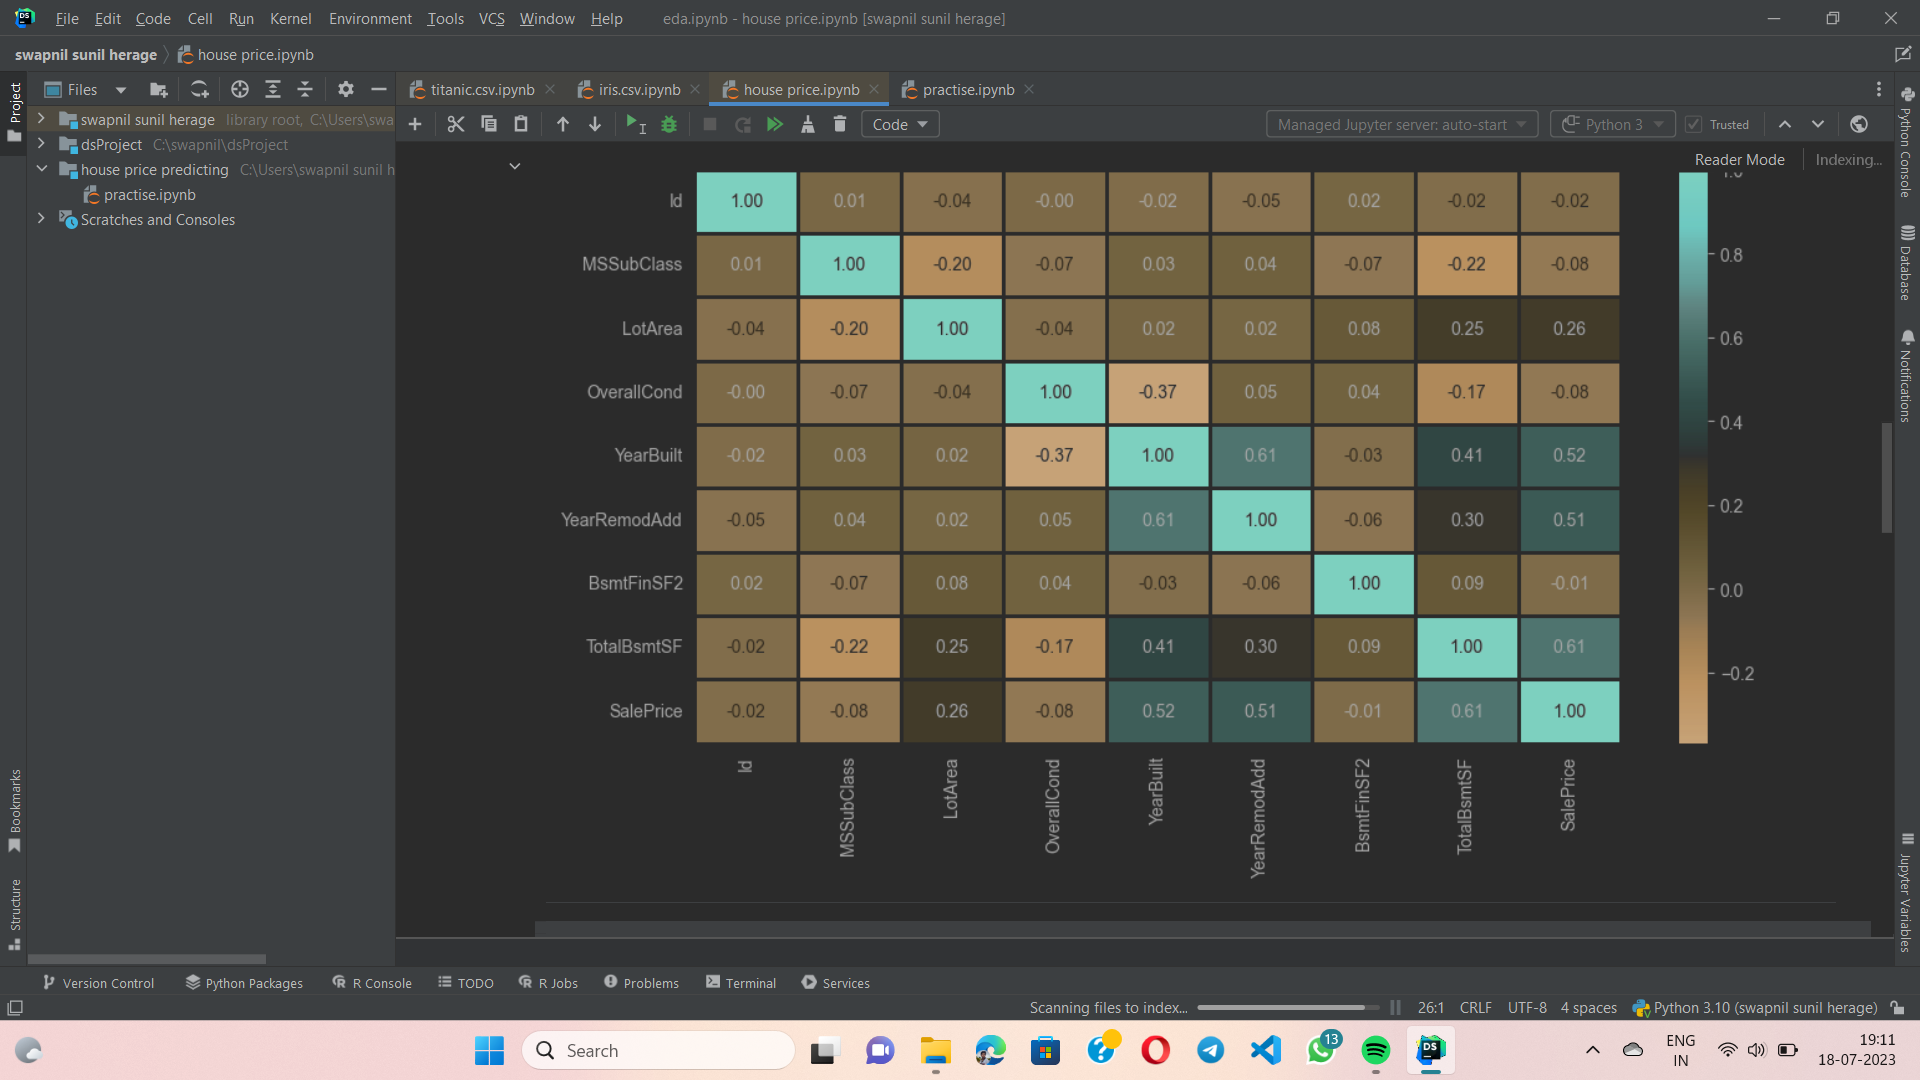 File Edit Code Cell Run Kernel Environment Tools VCS Window Help eda.ipynb - house price.ipynb [swapnil sunil herage]
swapnil sunil herage house price.ipynb
Project
Files
titanic.csv.ipynb iris.csv.ipynb house price.ipynb practise.ipynb
swapnil sunil herage library root, C:\Users\swa
dsProject C:\swapnil\dsProject
house price predicting C:\Users\swapnil sunil h
practise.ipynb
Scratches and Consoles
Code Managed Jupyter server: auto-start Python 3 Trusted
Reader Mode Indexing...
Id 1.00 0.01 -0.04 -0.00 -0.02 -0.05 0.02 -0.02 -0.02
MSSubClass 0.01 1.00 -0.20 -0.07 0.03 0.04 -0.07 -0.22 -0.08
LotArea -0.04 -0.20 1.00 -0.04 0.02 0.02 0.08 0.25 0.26
OverallCond -0.00 -0.07 -0.04 1.00 -0.37 0.05 0.04 -0.17 -0.08
YearBuilt -0.02 0.03 0.02 -0.37 1.00 0.61 -0.03 0.41 0.52
YearRemodAdd -0.05 0.04 0.02 0.05 0.61 1.00 -0.06 0.30 0.51
BsmtFinSF2 0.02 -0.07 0.08 0.04 -0.03 -0.06 1.00 0.09 -0.01
TotalBsmtSF -0.02 -0.22 0.25 -0.17 0.41 0.30 0.09 1.00 0.61
SalePrice -0.02 -0.08 0.26 -0.08 0.52 0.51 -0.01 0.61 1.00
Id MSSubClass LotArea OverallCond YearBuilt YearRemodAdd BsmtFinSF2 TotalBsmtSF SalePrice
0.8
0.6
0.4
0.2
0.0
−0.2
Python Console
Database
Notifications
Jupyter Variables
Bookmarks
Structure
Version Control Python Packages R Console TODO R Jobs Problems Terminal Services
Scanning files to index... 26:1 CRLF UTF-8 4 spaces Python 3.10 (swapnil sunil herage)
Search
13
DS
ENG
IN
19:11
18-07-2023